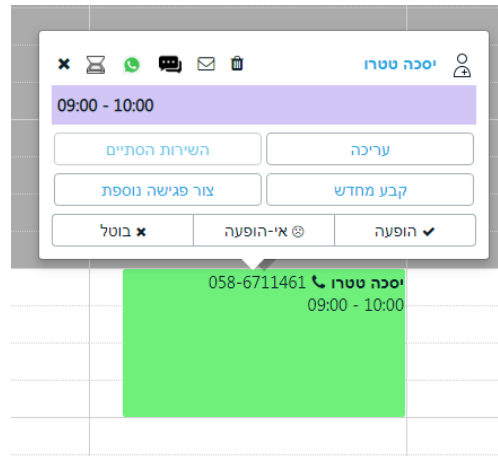 יסכה טטרו
09:00 - 10:00
עריכה
השירות הסתיים
קבע מחדש
צור פגישה נוספת
הופעה
אי-הופעה
בוטל
יסכה טטרו 058-6711461
09:00 - 10:00